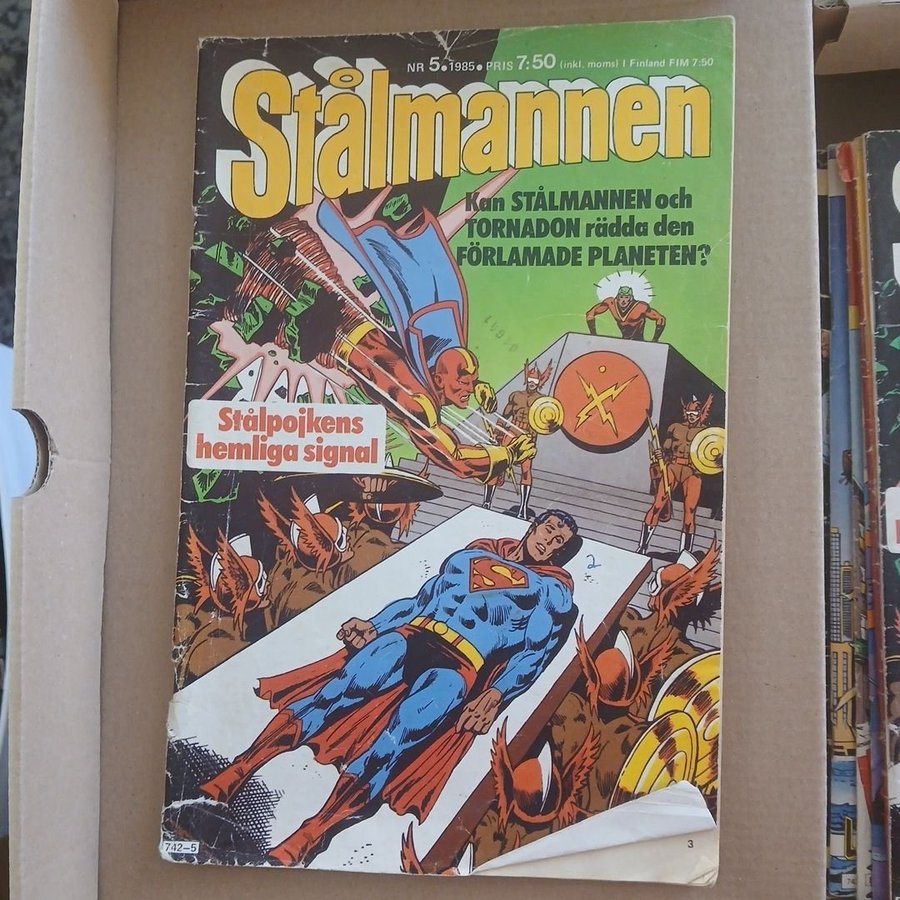 NR 5 • 1985 • PRIS 7:50 (inkl. moms) I Finland FIM 7:50
Stålmannen
Kan STÅLMANNEN och
TORNADON rädda den
FÖRLAMADE PLANETEN?
Stålpojkens
hemliga signal
S
2
742-5
3